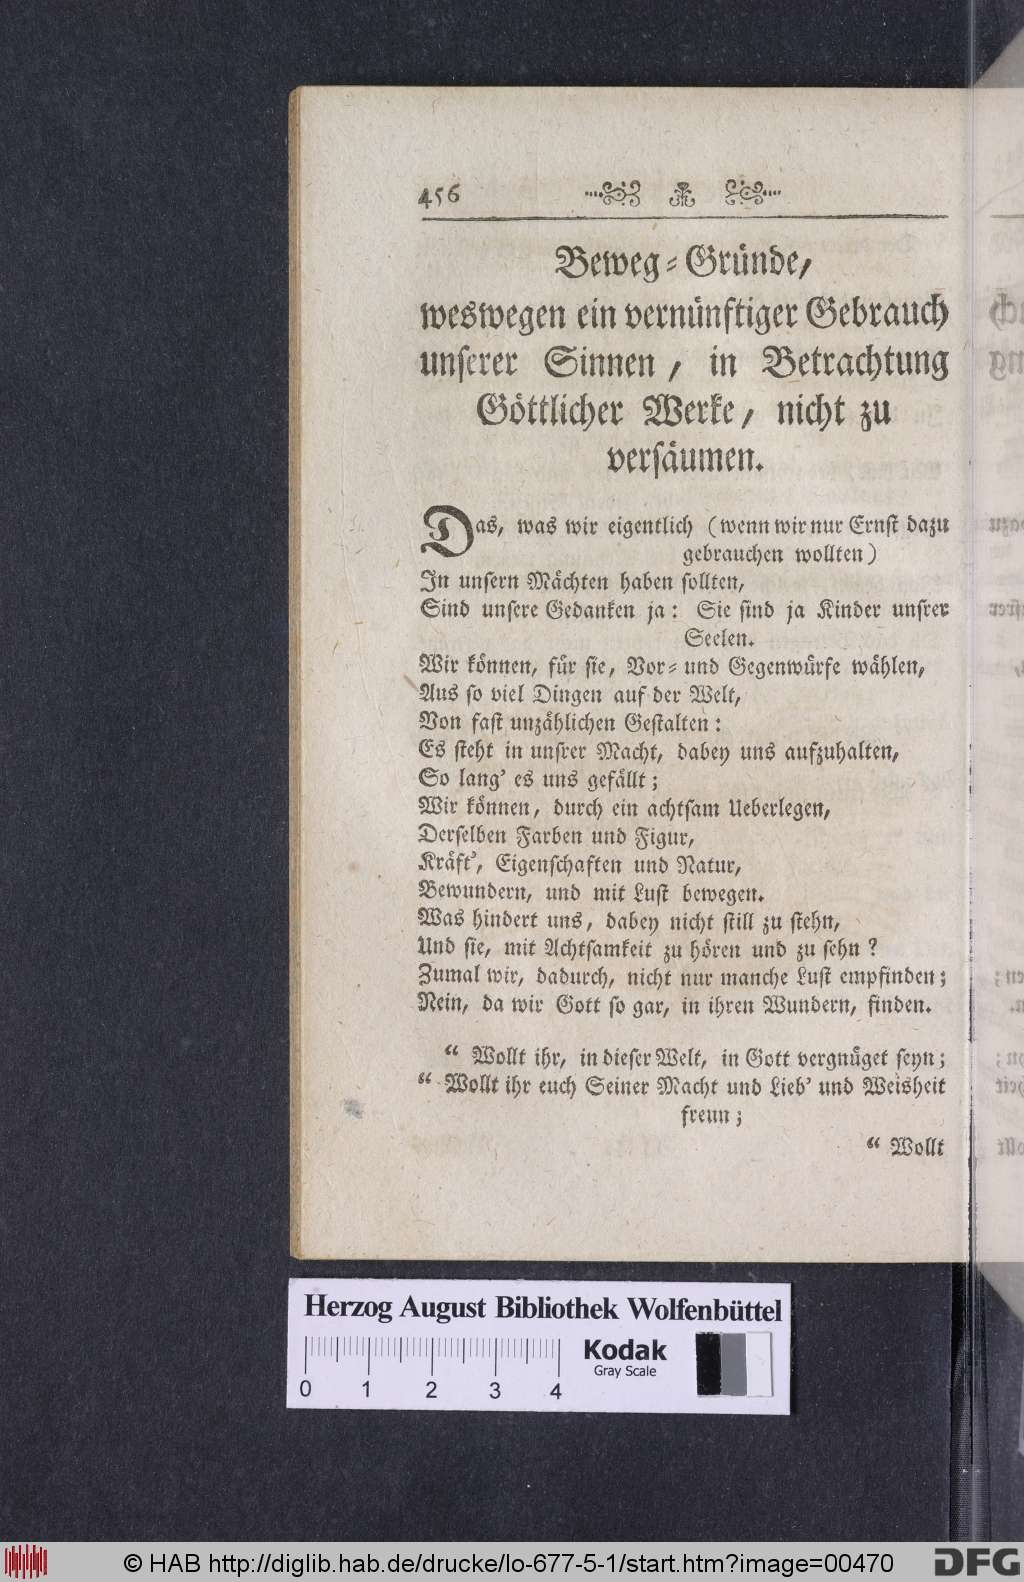 456
Beweg-Gründe,
weswegen ein vernünftiger Gebrauch
unserer Sinnen, in Betrachtung
Göttlicher Werke, nicht zu
versäumen.
Das, was wir eigentlich (wenn wir nur Ernst dazu
gebrauchen wollten)
In unsern Mächten haben sollten,
Sind unsere Gedanken ja: Sie sind ja Kinder unsrer
Seelen.
Wir können, für sie, Vor- und Gegenwürfe wählen,
Aus so viel Dingen auf der Welt,
Von fast unzählichen Gestalten:
Es steht in unsrer Macht, dabey uns aufzuhalten,
So lang' es uns gefällt;
Wir können, durch ein achtsam Ueberlegen,
Derselben Farben und Figur,
Kräft', Eigenschaften und Natur,
Bewundern, und mit Lust bewegen.
Was hindert uns, dabey nicht still zu stehn,
Und sie, mit Achtsamkeit zu hören und zu sehn?
Zumal wir, dadurch, nicht nur manche Lust empfinden;
Nein, da wir Gott so gar, in ihren Wundern, finden.
“ Wollt ihr, in dieser Welt, in Gott vergnüget seyn;
“ Wollt ihr euch Seiner Macht und Lieb' und Weisheit
freun;
“ Wollt
Herzog August Bibliothek Wolfenbüttel
Kodak
Gray Scale
0 1 2 3 4
© HAB http://diglib.hab.de/drucke/lo-677-5-1/start.htm?image=00470
DFG